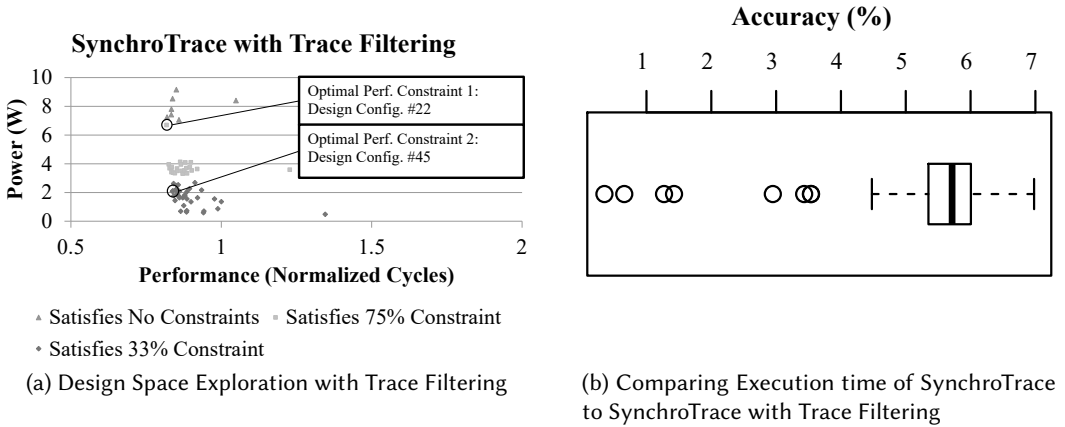 SynchroTrace with Trace Filtering
10
8
6
4
2
0
Power (W)
Optimal Perf. Constraint 1:
Design Config. #22
Optimal Perf. Constraint 2:
Design Config. #45
0.5 1 1.5 2
Performance (Normalized Cycles)
Satisfies No Constraints Satisfies 75% Constraint
Satisfies 33% Constraint
(a) Design Space Exploration with Trace Filtering
Accuracy (%)
1 2 3 4 5 6 7
(b) Comparing Execution time of SynchroTrace
to SynchroTrace with Trace Filtering